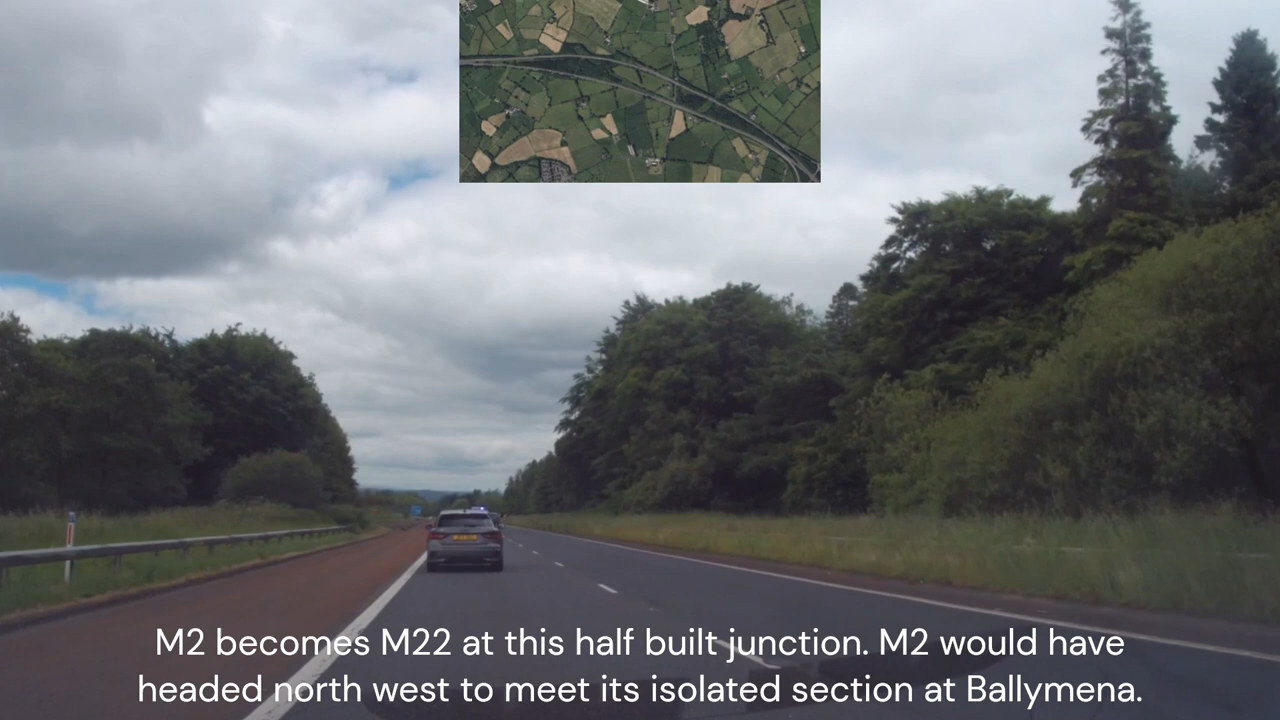 M2 becomes M22 at this half built junction. M2 would have
headed north west to meet its isolated section at Ballymena.